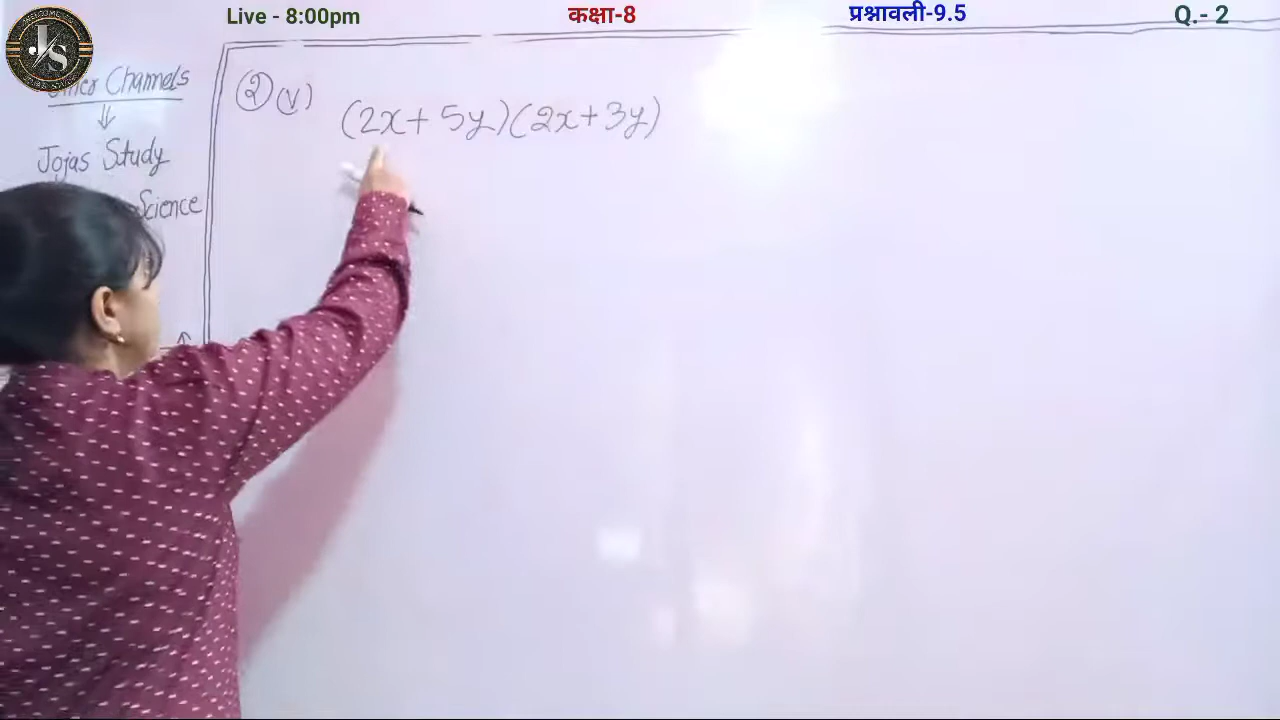 Live - 8:00pm
कक्षा-8
प्रश्नावली-9.5
Q.- 2
Channels
⇓
Jojas Study
Science
② (v) (2x+ 5y)(2x+3y)